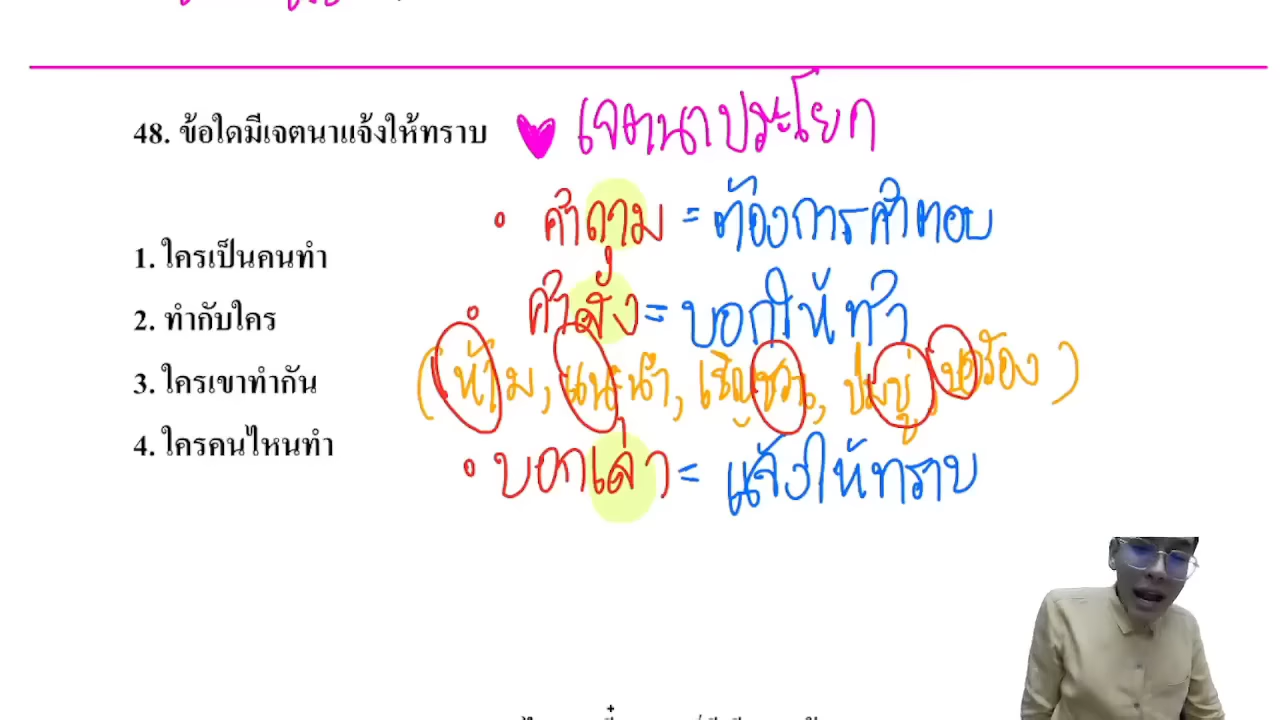 48. ข้อใดมีเจตนาแจ้งให้ทราบ
เจตนาประโยค
คำถาม = ต้องการคำตอบ
1. ใครเป็นคนทำ
คำสั่ง = บอกให้ทำ
2. ทำกับใคร
(ห้าม, แนะนำ, เชิญชวน, ข่มขู่, ขอร้อง)
3. ใครเขาทำกัน
4. ใครคนไหนทำ
บอกเล่า = แจ้งให้ทราบ